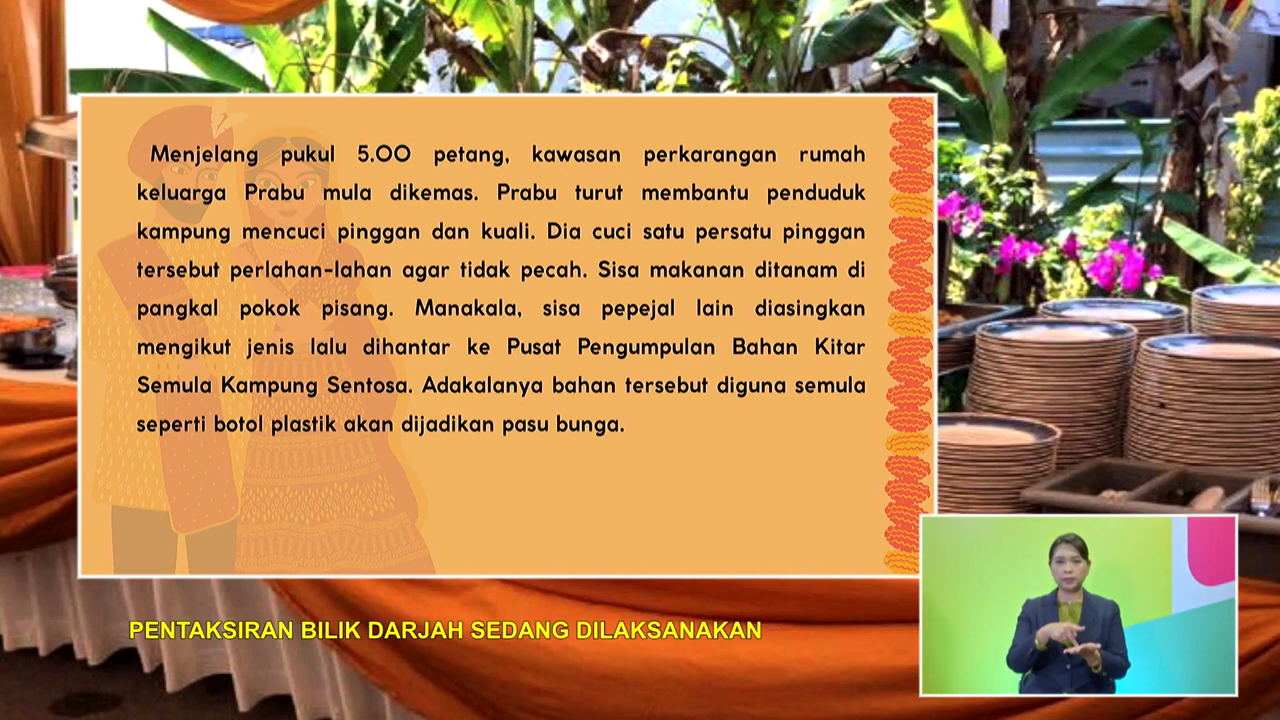 Menjelang pukul 5.00 petang, kawasan perkarangan rumah
keluarga Prabu mula dikemas. Prabu turut membantu penduduk
kampung mencuci pinggan dan kuali. Dia cuci satu persatu pinggan
tersebut perlahan-lahan agar tidak pecah. Sisa makanan ditanam di
pangkal pokok pisang. Manakala, sisa pepejal lain diasingkan
mengikut jenis lalu dihantar ke Pusat Pengumpulan Bahan Kitar
Semula Kampung Sentosa. Adakalanya bahan tersebut diguna semula
seperti botol plastik akan dijadikan pasu bunga.
PENTAKSIRAN BILIK DARJAH SEDANG DILAKSANAKAN